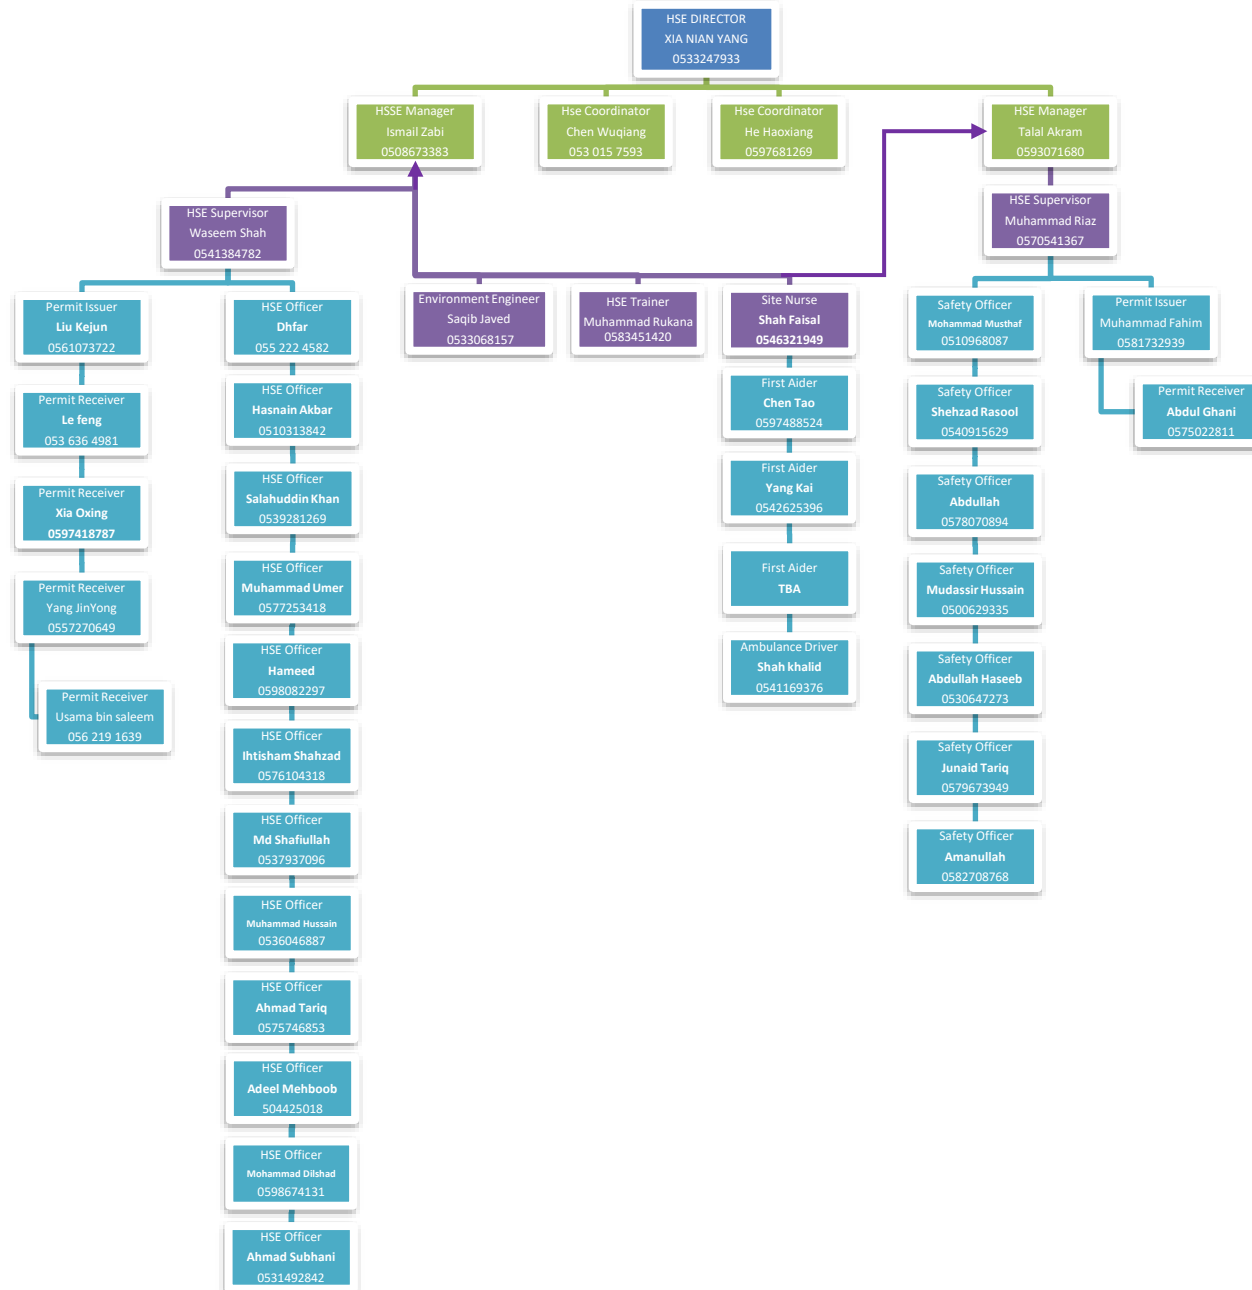 HSE DIRECTOR
XIA NIAN YANG
0533247933
HSSE Manager
Ismail Zabi
0508673383
Hse Coordinator
Chen Wuqiang
053 015 7593
Hse Coordinator
He Haoxiang
0597681269
HSE Manager
Talal Akram
0593071680
HSE Supervisor
Waseem Shah
0541384782
HSE Supervisor
Muhammad Riaz
0570541367
Permit Issuer
Liu Kejun
0561073722
Permit Receiver
Le feng
053 636 4981
Permit Receiver
Xia Oxing
0597418787
Permit Receiver
Yang JinYong
0557270649
Permit Receiver
Usama bin saleem
056 219 1639
HSE Officer
Dhfar
055 222 4582
HSE Officer
Hasnain Akbar
0510313842
HSE Officer
Salahuddin Khan
0539281269
HSE Officer
Muhammad Umer
0577253418
HSE Officer
Hameed
0598082297
HSE Officer
Ihtisham Shahzad
0576104318
HSE Officer
Md Shafiullah
0537937096
HSE Officer
Muhammad Hussain
0536046887
HSE Officer
Ahmad Tariq
0575746853
HSE Officer
Adeel Mehboob
504425018
HSE Officer
Mohammad Dilshad
0598674131
HSE Officer
Ahmad Subhani
0531492842
Environment Engineer
Saqib Javed
0533068157
HSE Trainer
Muhammad Rukana
0583451420
Site Nurse
Shah Faisal
0546321949
First Aider
Chen Tao
0597488524
First Aider
Yang Kai
0542625396
First Aider
TBA
Ambulance Driver
Shah khalid
0541169376
Safety Officer
Mohammad Musthaf
0510968087
Safety Officer
Shehzad Rasool
0540915629
Safety Officer
Abdullah
0578070894
Safety Officer
Mudassir Hussain
0500629335
Safety Officer
Abdullah Haseeb
0530647273
Safety Officer
Junaid Tariq
0579673949
Safety Officer
Amanullah
0582708768
Permit Issuer
Muhammad Fahim
0581732939
Permit Receiver
Abdul Ghani
0575022811